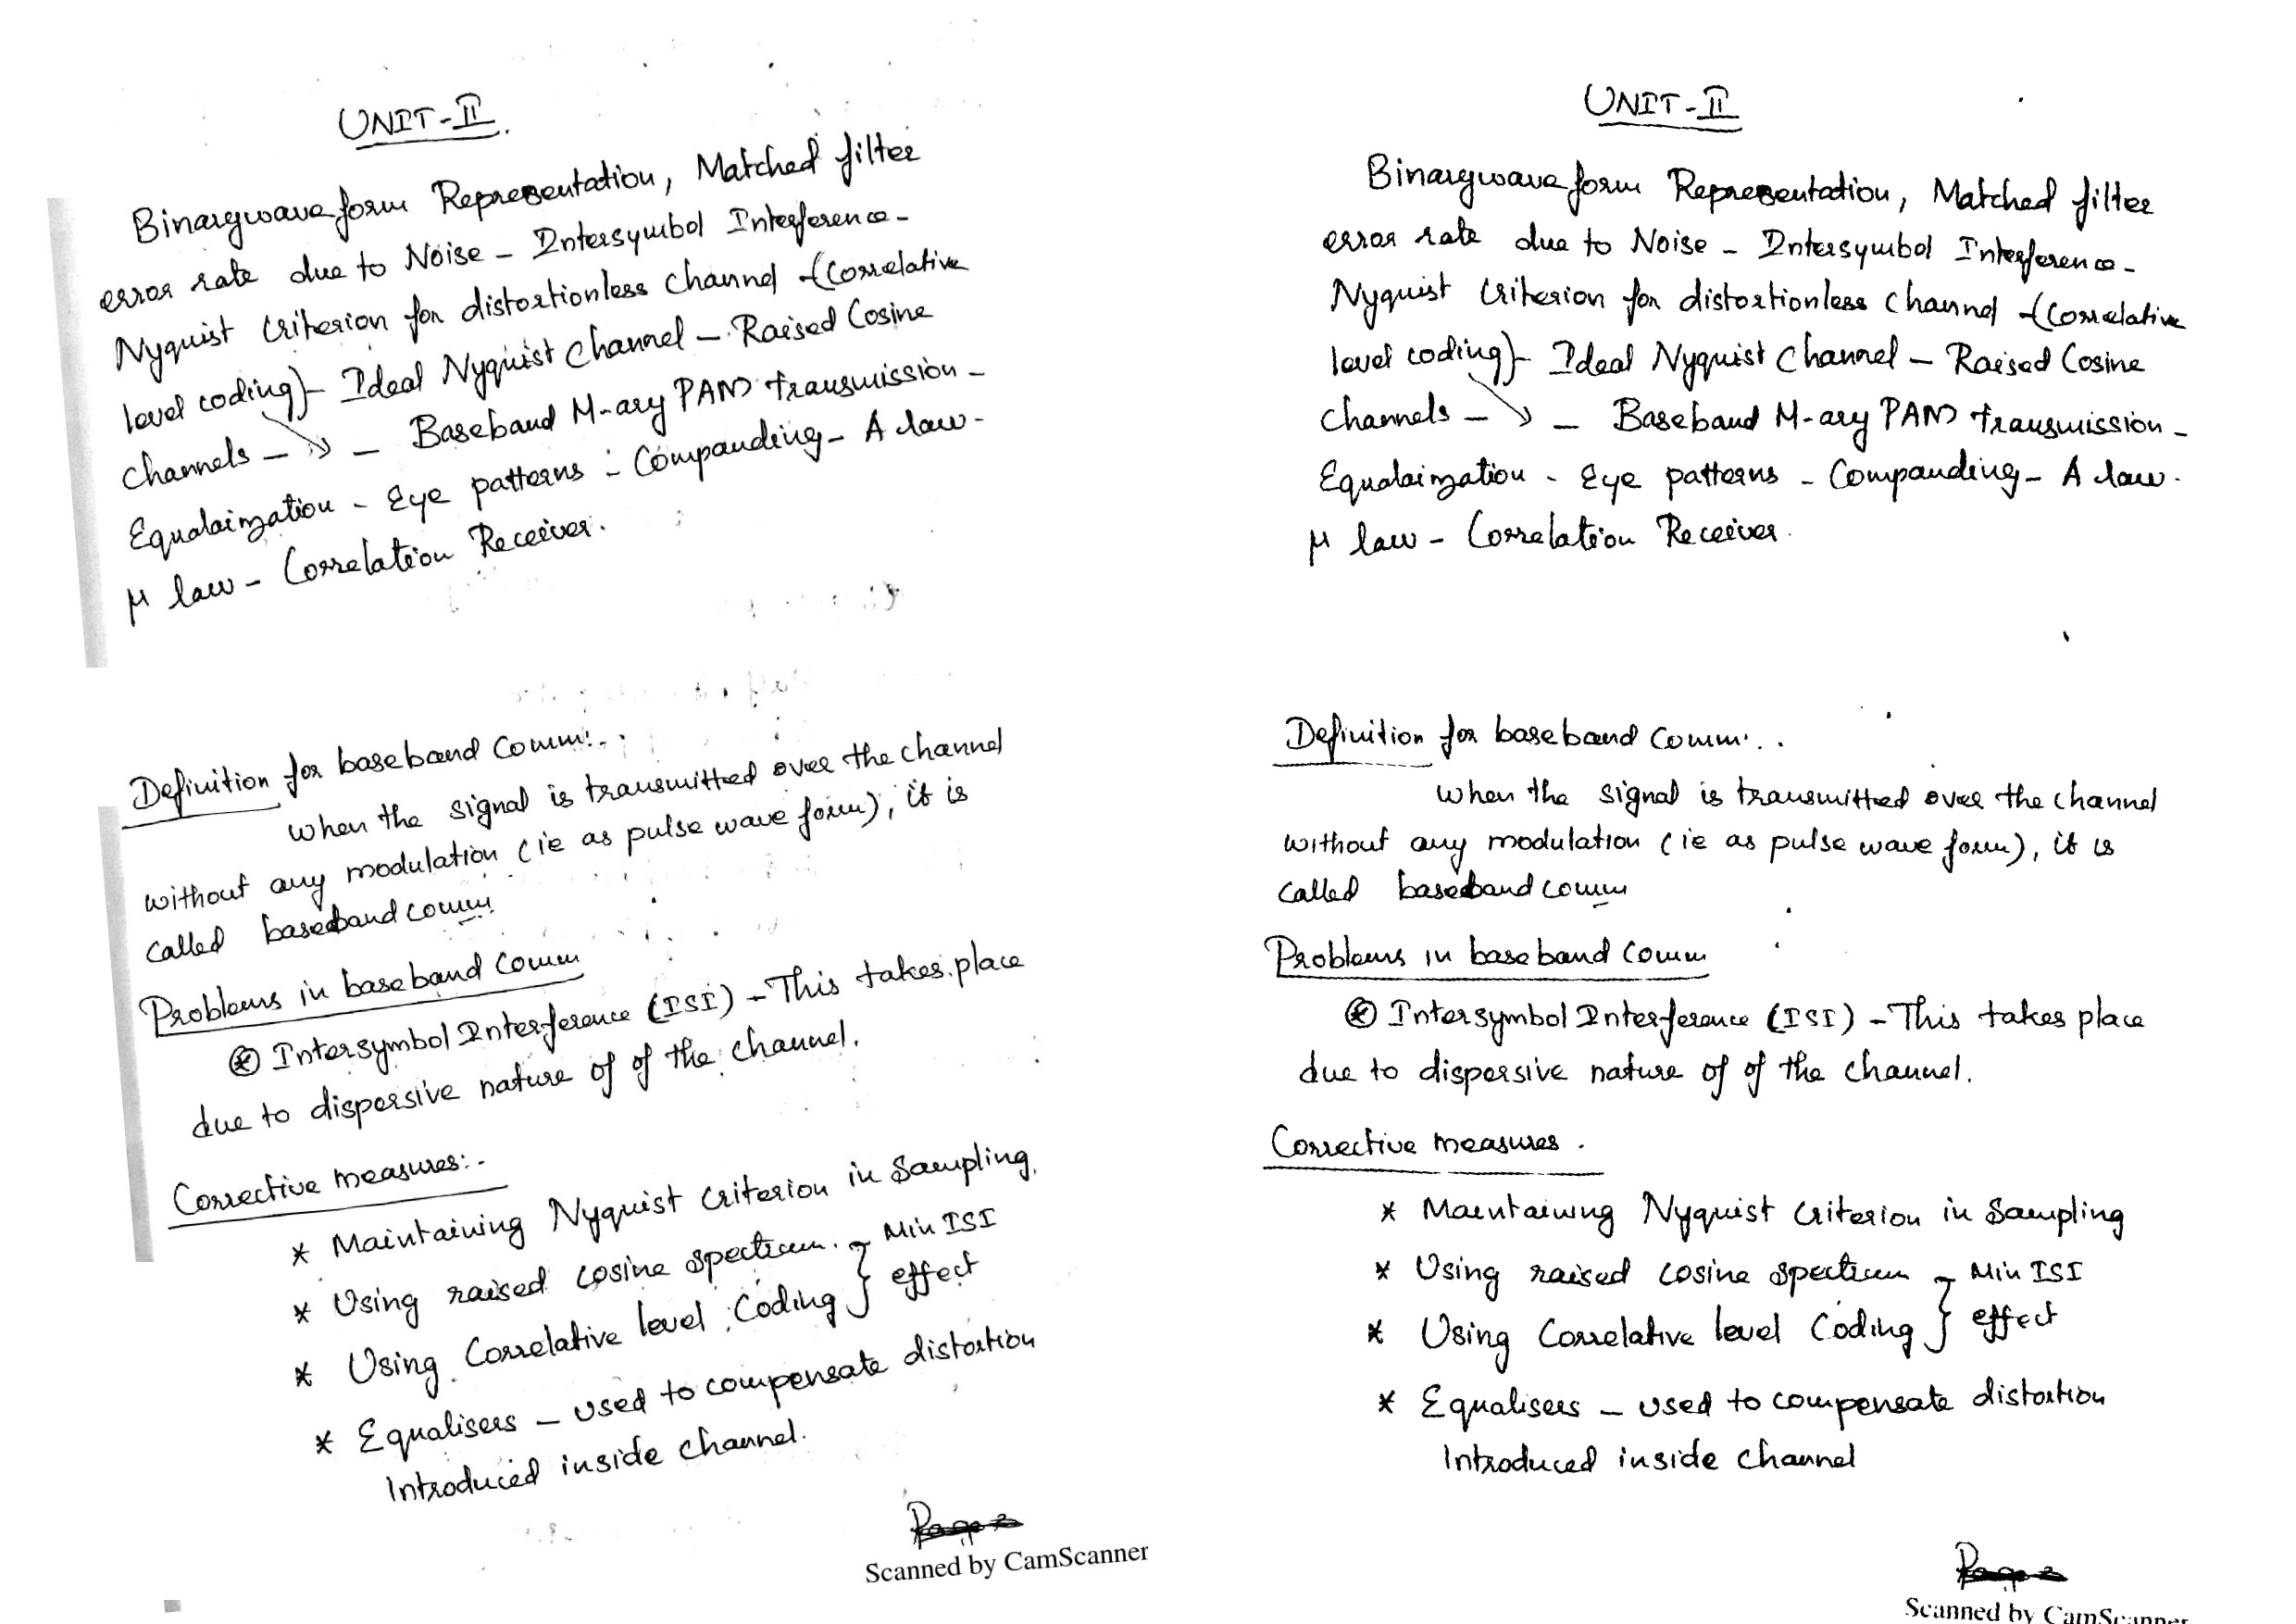 UNIT-II.
Binarywaveform Representation, Matched filter
error rate due to Noise - Intersymbol Interference-
Nyquist Criterion for distortionless channel -(Correlative
level coding)- Ideal Nyquist Channel - Raised Cosine
channels - → - Baseband M-ary PAM transmission -
Equalaization - Eye patterns - Companding - A law -
μ law - Correlation Receiver.
Definition for baseband Comm:-
when the signal is transmitted over the channel
without any modulation (ie as pulse wave form), it is
called baseband comm
Problems in baseband Comm
* Intersymbol Interference (ISI) - This takes place
due to dispersive nature of of the channel.
Corrective measures:-
* Maintaining Nyquist Criterion in Sampling.
* Using raised cosine spectrum. } Min ISI
* Using Correlative level Coding } effect
* Equalisers - used to compensate distortion
Introduced inside channel.
Scanned by CamScanner
UNIT-II
Binarywaveform Representation, Matched filter
error rate due to Noise - Intersymbol Interference -
Nyquist Criterion for distortionless channel -(Correlative
level coding)- Ideal Nyquist Channel - Raised Cosine
channels - → - Baseband M-ary PAM transmission -
Equalaization - Eye patterns - Companding - A law.
μ law - Correlation Receiver.
Definition for baseband Comm..
when the signal is transmitted over the channel
without any modulation (ie as pulse wave form), it is
called baseband comm
Problems in baseband Comm
* Intersymbol Interference (ISI) - This takes place
due to dispersive nature of of the channel.
Corrective measures.
* Maintaining Nyquist Criterion in Sampling
* Using raised cosine spectrum } Min ISI
* Using Correlative level Coding } effect
* Equalisers - used to compensate distortion
Introduced inside channel
Scanned by CamScanner